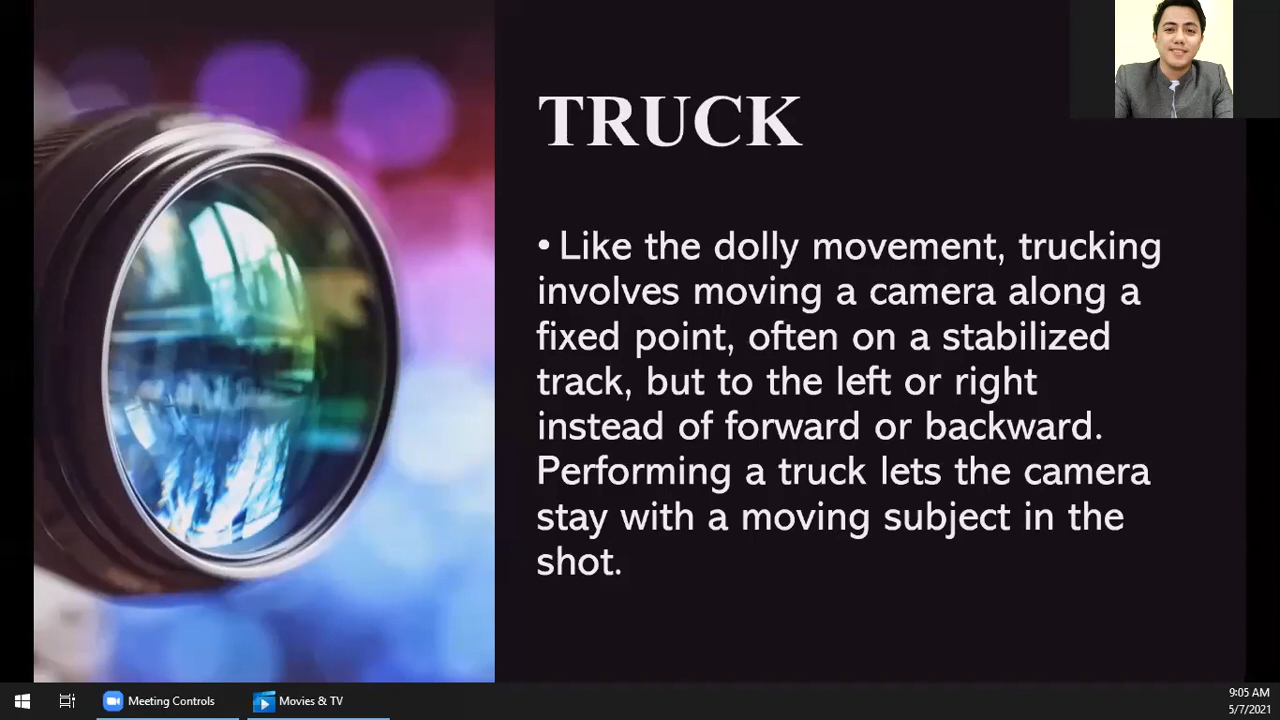 TRUCK
• Like the dolly movement, trucking
involves moving a camera along a
fixed point, often on a stabilized
track, but to the left or right
instead of forward or backward.
Performing a truck lets the camera
stay with a moving subject in the
shot.
Meeting Controls
Movies & TV
9:05 AM
5/7/2021